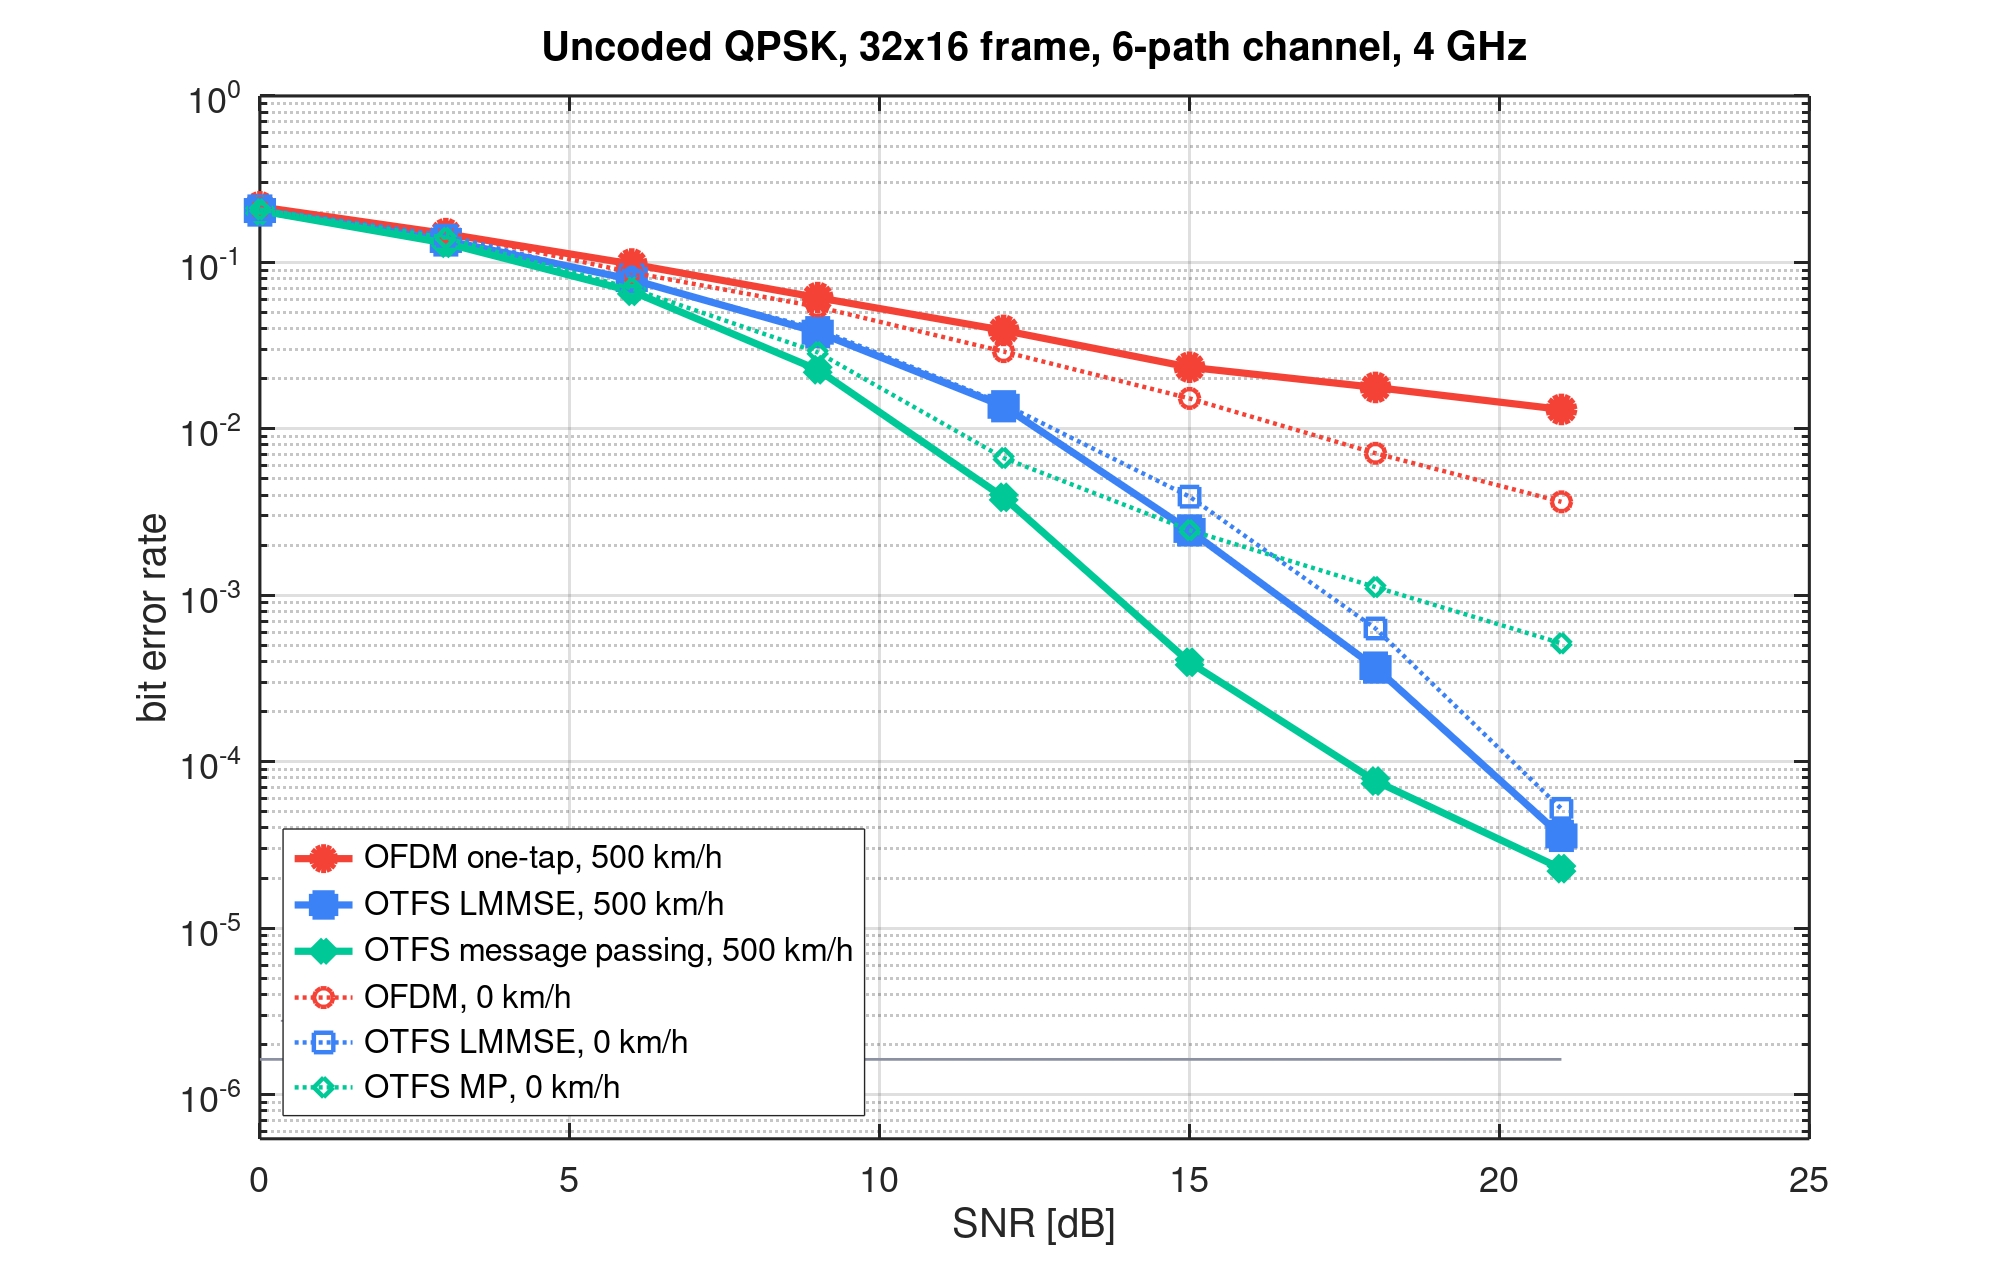 Uncoded QPSK, 32x16 frame, 6-path channel, 4 GHz
10^0
10^-1
10^-2
10^-3
10^-4
10^-5
10^-6
bit error rate
OFDM one-tap, 500 km/h
OTFS LMMSE, 500 km/h
OTFS message passing, 500 km/h
OFDM, 0 km/h
OTFS LMMSE, 0 km/h
OTFS MP, 0 km/h
0 5 10 15 20 25
SNR [dB]